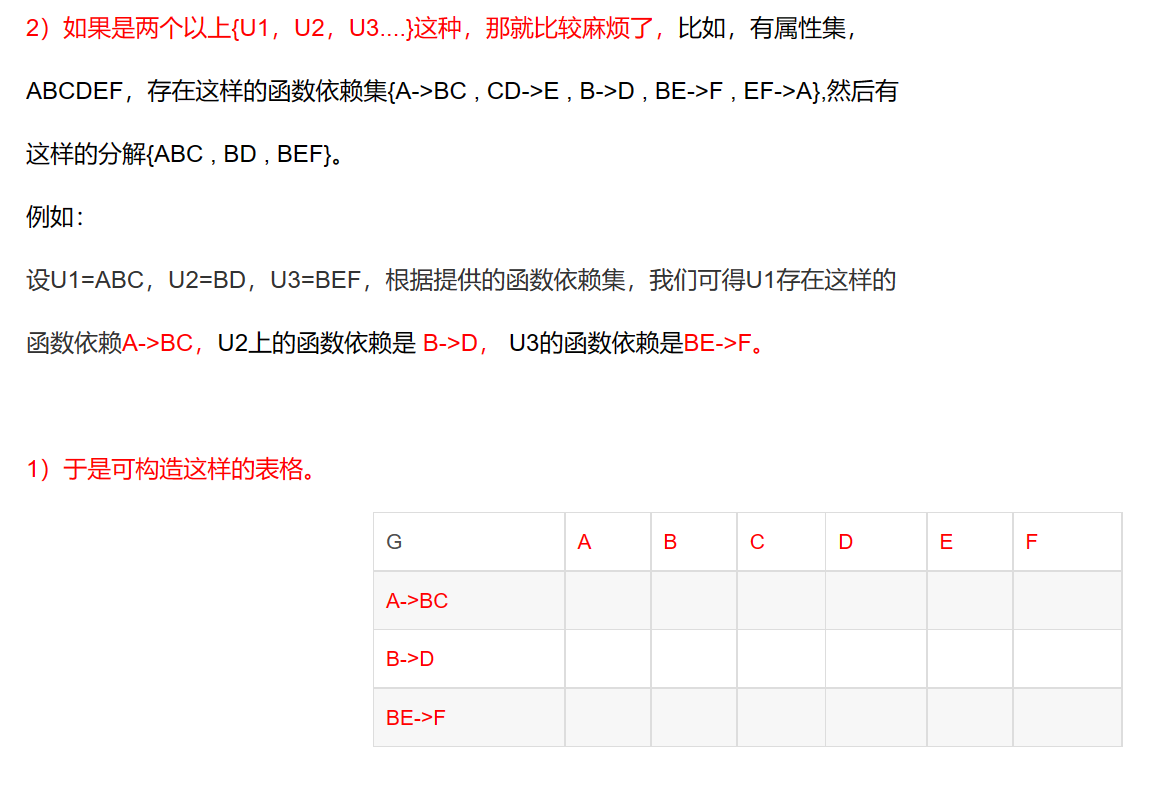 2）如果是两个以上{U1，U2，U3....}这种，那就比较麻烦了，比如，有属性集，
ABCDEF，存在这样的函数依赖集{A->BC , CD->E , B->D , BE->F , EF->A},然后有
这样的分解{ABC , BD , BEF}。
例如：
设U1=ABC，U2=BD，U3=BEF，根据提供的函数依赖集，我们可得U1存在这样的
函数依赖A->BC，U2上的函数依赖是 B->D， U3的函数依赖是BE->F。
1）于是可构造这样的表格。
G A B C D E F
A->BC
B->D
BE->F